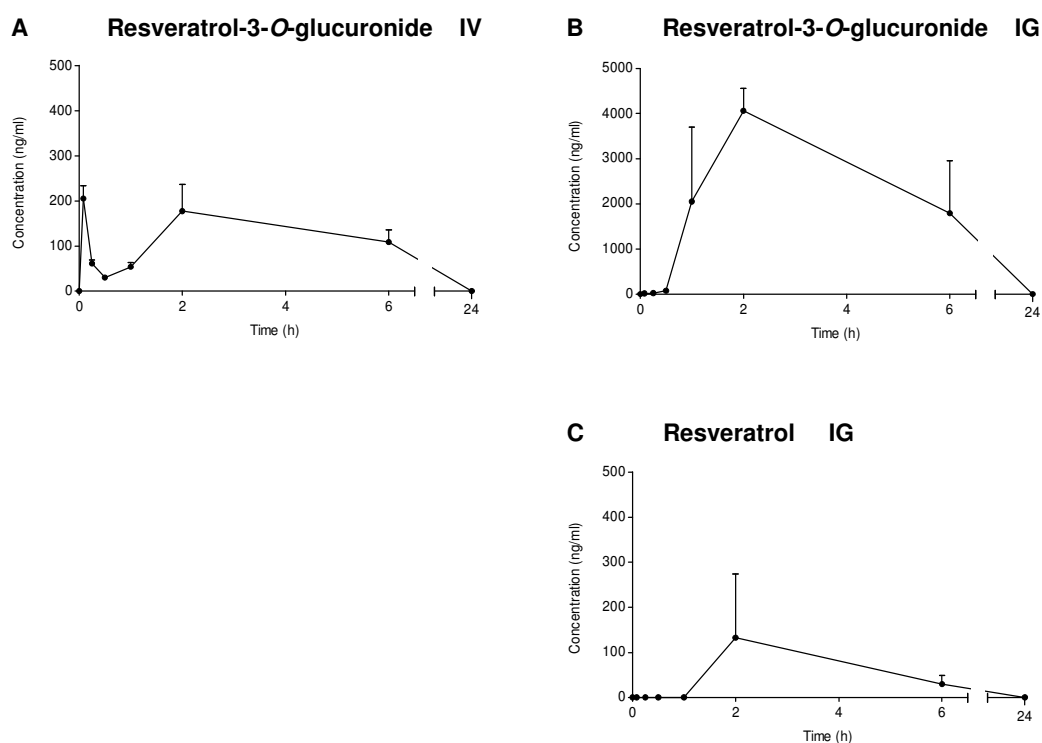 A Resveratrol-3-O-glucuronide IV
500
400
300
200
100
0
Concentration (ng/ml)
0 2 4 6 24
Time (h)
B Resveratrol-3-O-glucuronide IG
5000
4000
3000
2000
1000
0
Concentration (ng/ml)
0 2 4 6 24
Time (h)
C Resveratrol IG
500
400
300
200
100
0
Concentration (ng/ml)
0 2 4 6 24
Time (h)